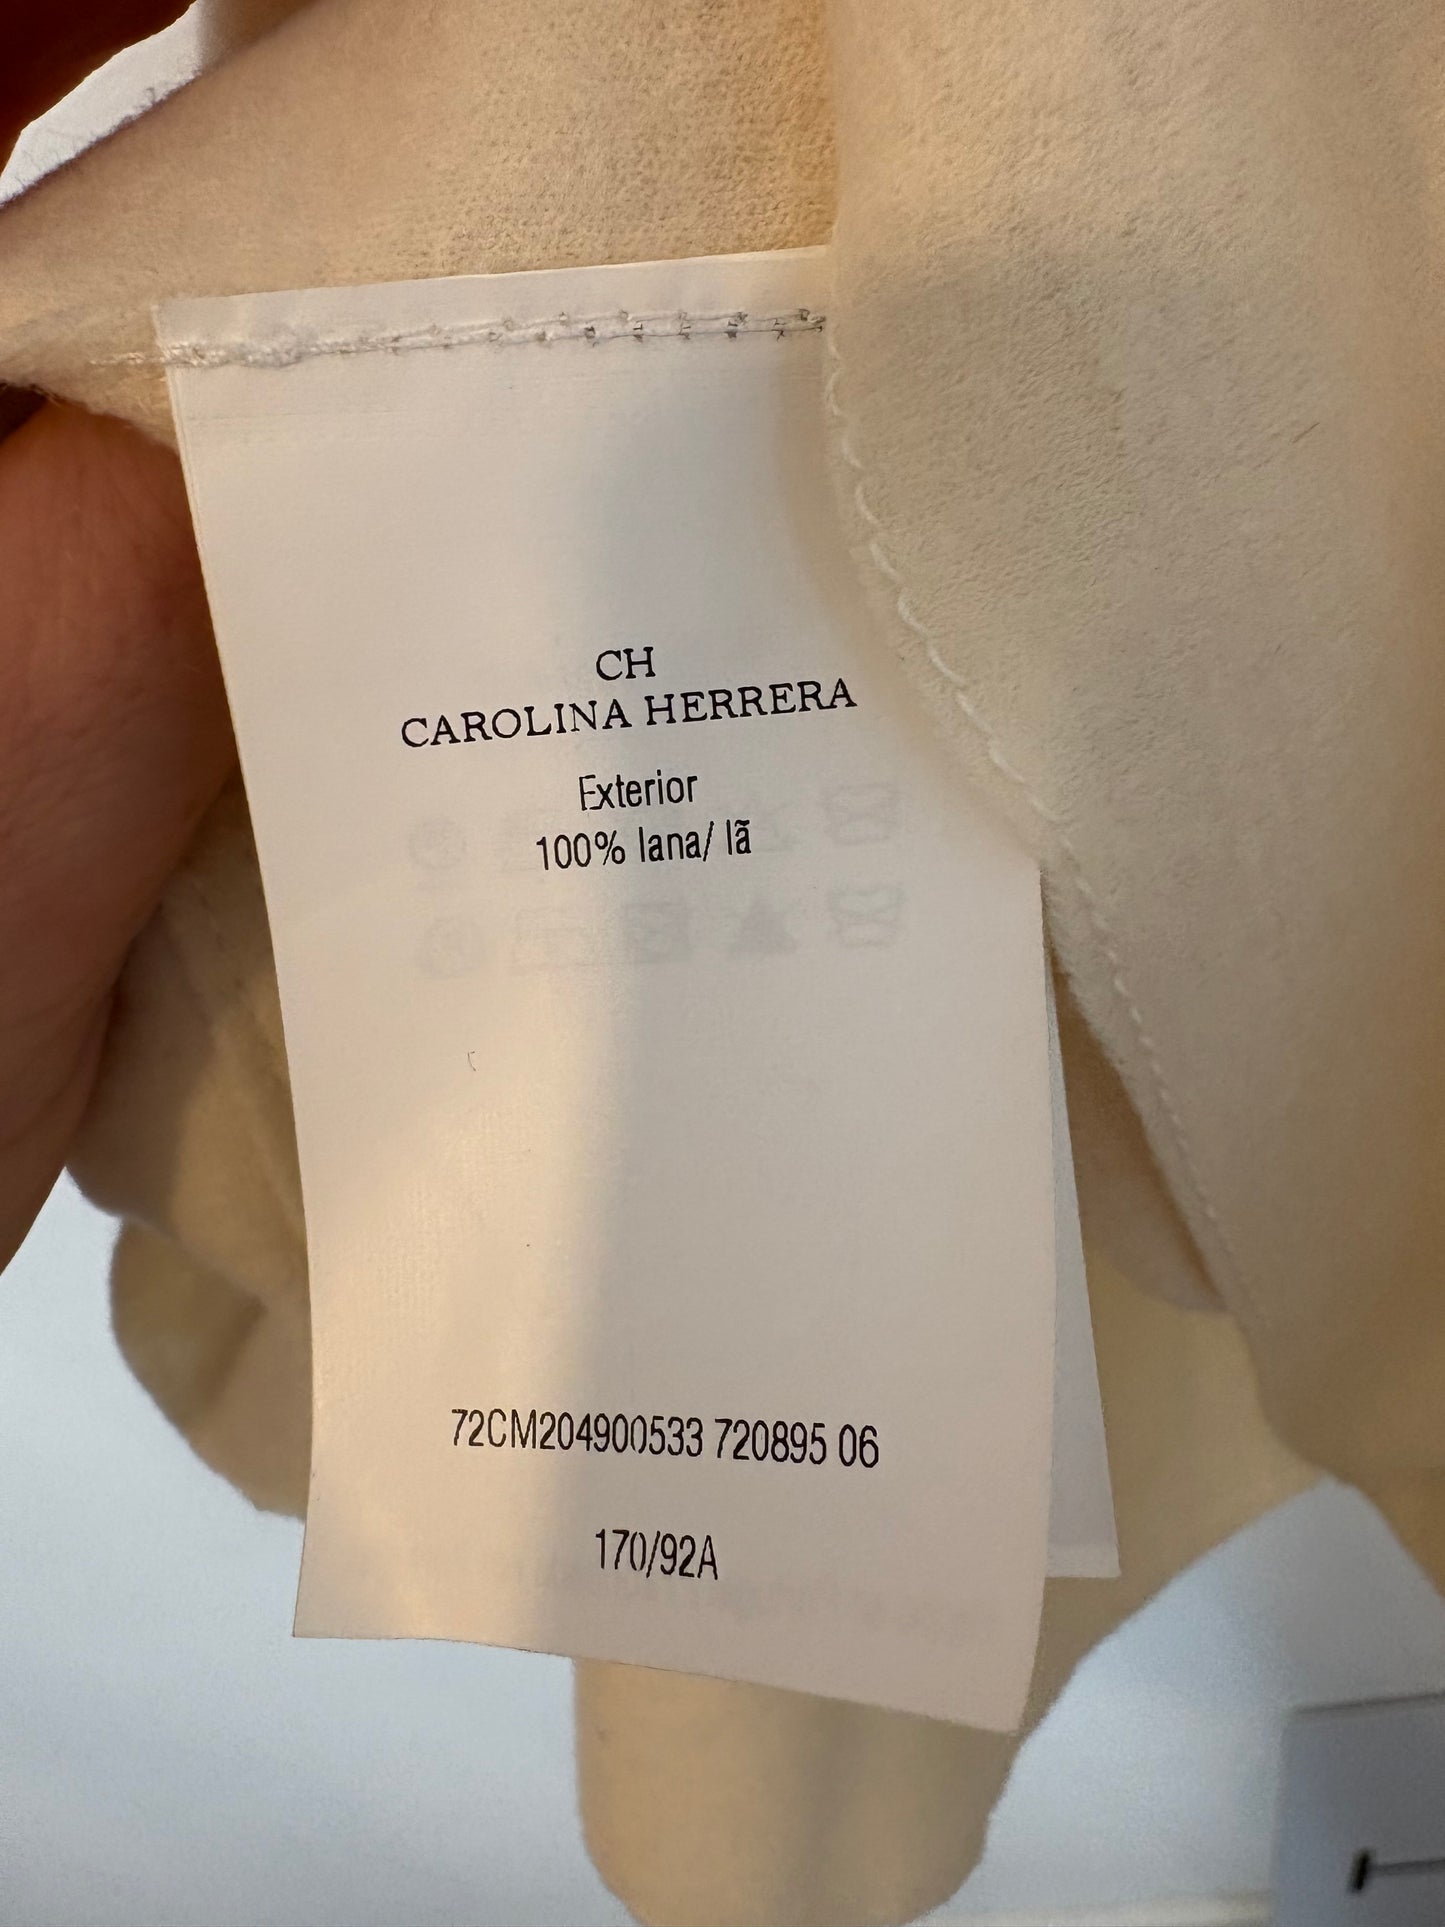 CH
CAROLINA HERRERA
Exterior
100% lana/ lã
72CM204900533 720895 06
170/92A